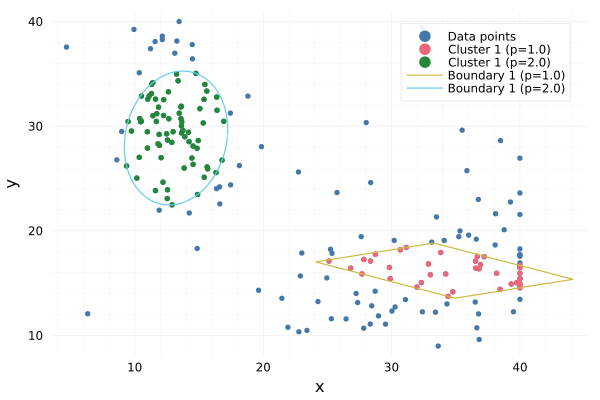 40
30
20
10
y
Data points
Cluster 1 (p=1.0)
Cluster 1 (p=2.0)
Boundary 1 (p=1.0)
Boundary 1 (p=2.0)
10
20
30
40
x